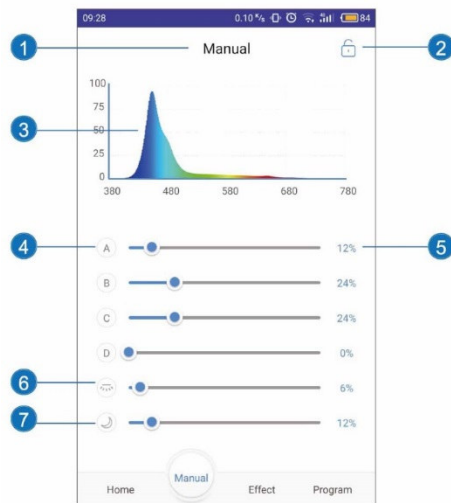 09:28 0.10 K/s 84
1 Manual 2
100
75
3 50
25
0
380 480 580 680 780
4 A 12% 5
B 24%
C 24%
D 0%
6 6%
7 12%
Home Manual Effect Program